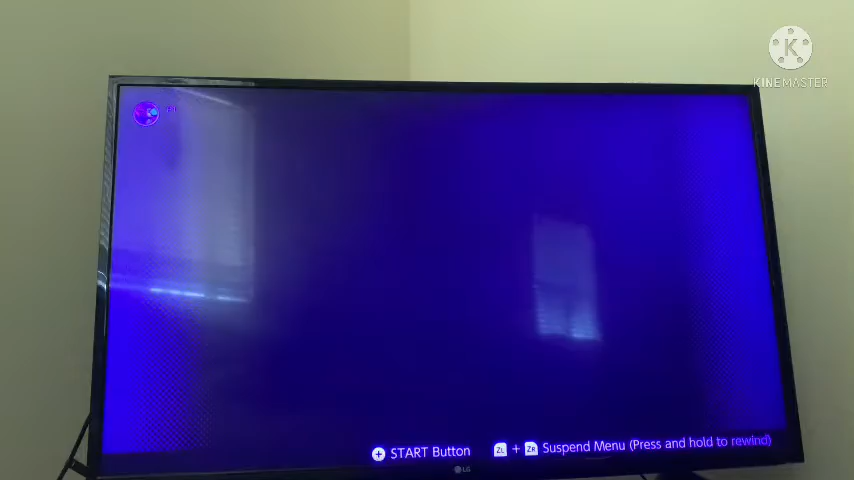 K
KINEMASTER
START Button ZL + ZR Suspend Menu (Press and hold to rewind)
LG